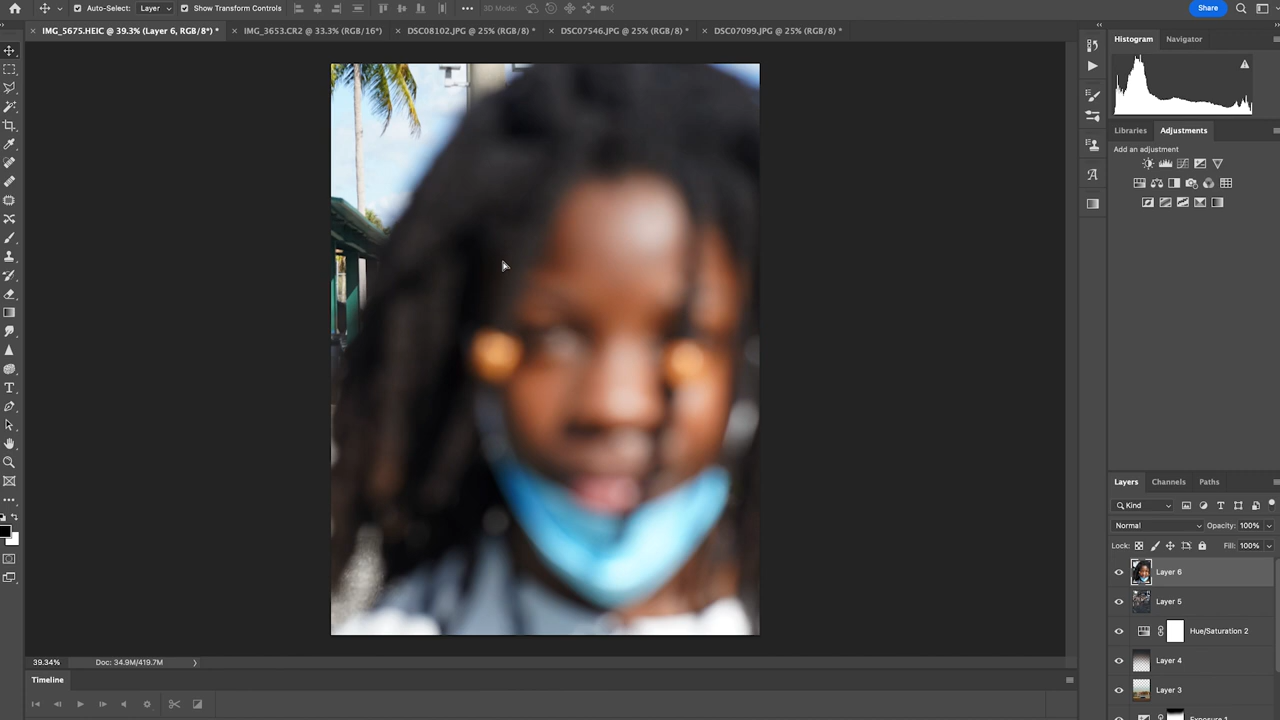 Auto-Select: Layer Show Transform Controls 3D Mode: Share
IMG_5675.HEIC @ 39.3% (Layer 6, RGB/8*) * IMG_3653.CR2 @ 33.3% (RGB/16*) DSC08102.JPG @ 25% (RGB/8) * DSC07546.JPG @ 25% (RGB/8) * DSC07099.JPG @ 25% (RGB/8) *
Histogram Navigator
Libraries Adjustments
Add an adjustment
Layers Channels Paths
Kind
Normal Opacity: 100%
Lock: Fill: 100%
Layer 6
Layer 5
Hue/Saturation 2
Layer 4
Layer 3
Exposure 1
39.34% Doc: 34.9M/419.7M
Timeline